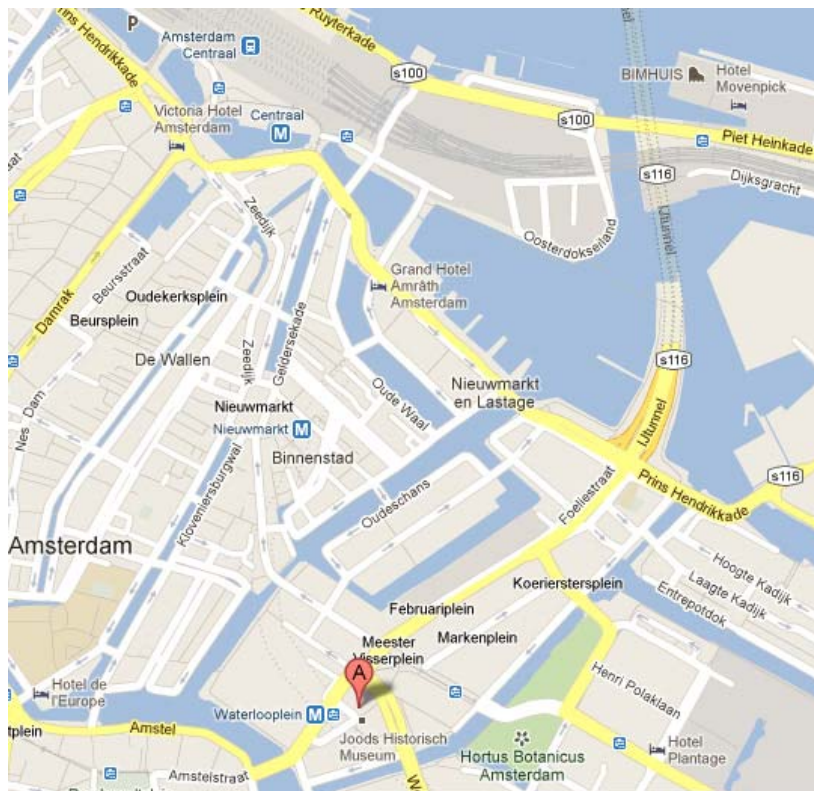 P
Prins Hendrikkade
Amsterdam
Centraal
Ruyterkade
s100
IJtunnel
BIMHUIS
Hotel
Movenpick
Victoria Hotel
Amsterdam
Centraal
M
s100
Piet Heinkade
s116
Dijksgracht
Zeedijk
IJtunnel
Oosterdokseiland
Beursstraat
Grand Hotel
Amrâth
Amsterdam
Oudekerksplein
Damrak
Beursplein
Geldersekade
Zeedijk
De Wallen
s116
Oude Waal
Nieuwmarkt
en Lastage
Nes
Dam
Nieuwmarkt
Nieuwmarkt
M
IJtunnel
Binnenstad
Kloveniersburgwal
Prins Hendrikkade
s116
Oudeschans
Foeliestraat
Amsterdam
Hoogte Kadijk
Laagte Kadijk
Entrepotdok
Koerierstersplein
Februariplein
Markenplein
Meester
Visserplein
A
Henri Polaklaan
Hotel de
l'Europe
Waterlooplein
M
tplein
Amstel
Joods Historisch
Museum
Hortus Botanicus
Amsterdam
Hotel
Plantage
Amstelstraat